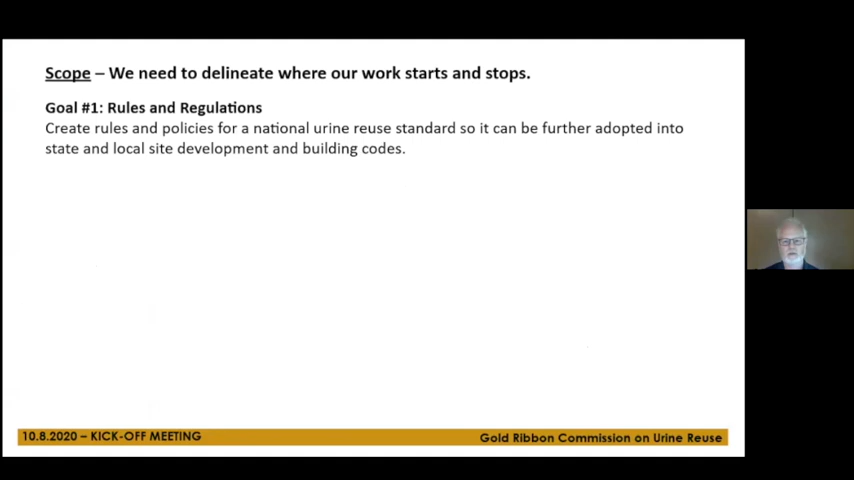 Scope – We need to delineate where our work starts and stops.
Goal #1: Rules and Regulations
Create rules and policies for a national urine reuse standard so it can be further adopted into
state and local site development and building codes.
10.8.2020 – KICK-OFF MEETING
Gold Ribbon Commission on Urine Reuse